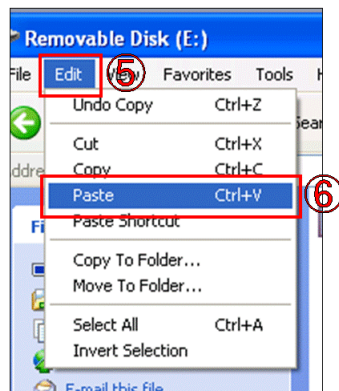 Removable Disk (E:)
File Edit View Favorites Tools
⑤
Undo Copy Ctrl+Z
Cut Ctrl+X
Copy Ctrl+C
Paste Ctrl+V
⑥
Paste Shortcut
Copy To Folder...
Move To Folder...
Select All Ctrl+A
Invert Selection
E-mail this file